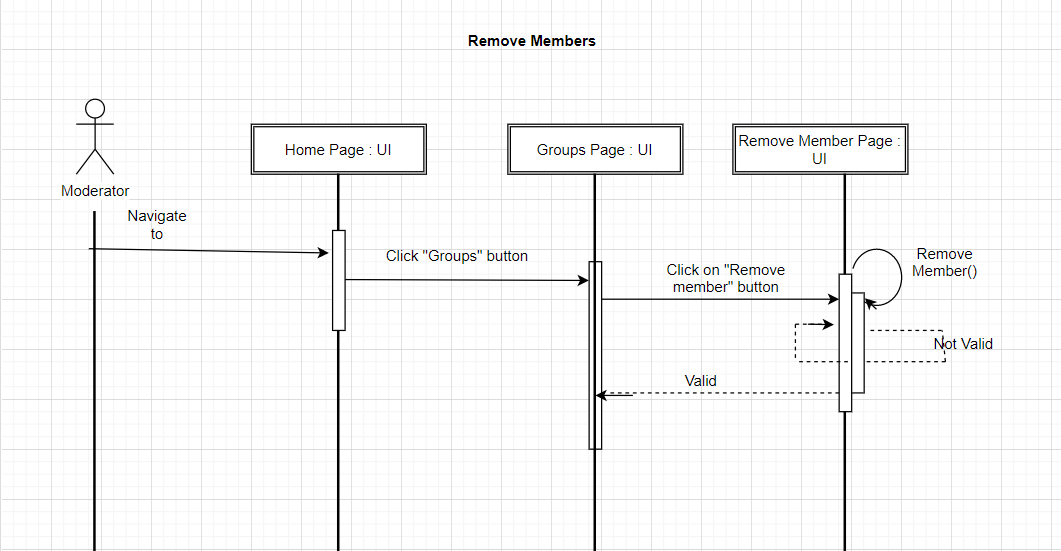 Remove Members
Home Page : UI
Groups Page : UI
Remove Member Page :
UI
Moderator
Navigate
to
Click "Groups" button
Click on "Remove
member" button
Remove
Member()
Not Valid
Valid